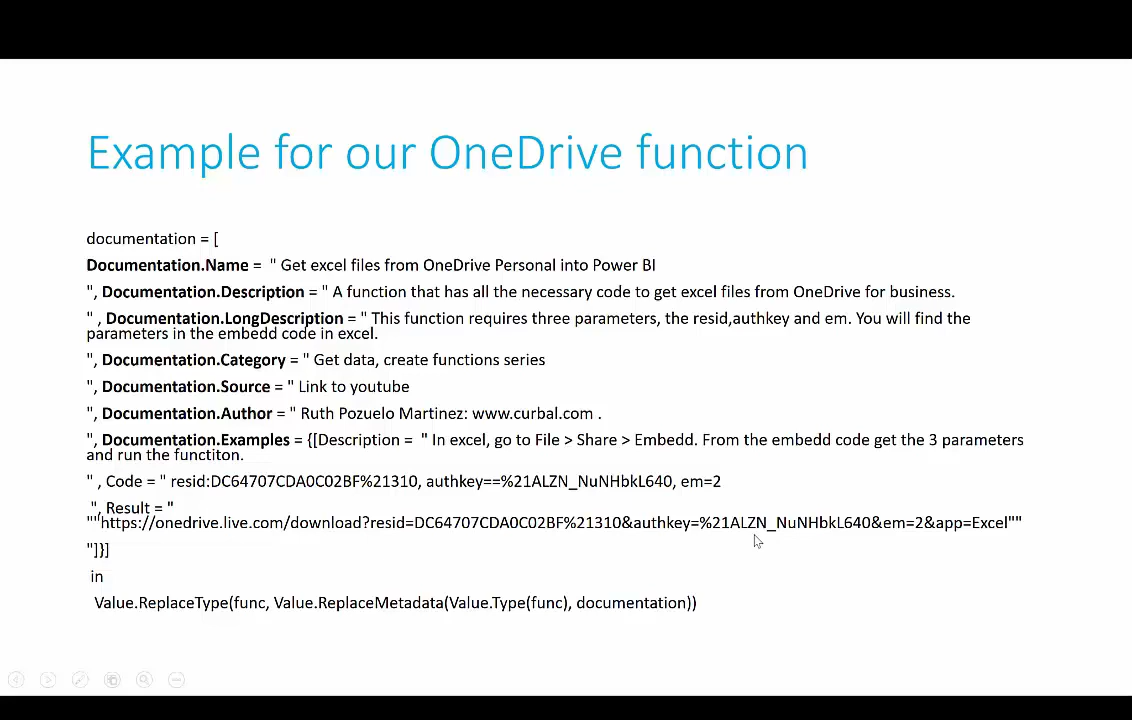 Example for our OneDrive function
documentation = [
Documentation.Name =  " Get excel files from OneDrive Personal into Power BI
", Documentation.Description = " A function that has all the necessary code to get excel files from OneDrive for business.
" , Documentation.LongDescription = " This function requires three parameters, the resid,authkey and em. You will find the
parameters in the embedd code in excel.
", Documentation.Category = " Get data, create functions series
", Documentation.Source = " Link to youtube
", Documentation.Author = " Ruth Pozuelo Martinez: www.curbal.com .
", Documentation.Examples = {[Description =  " In excel, go to File > Share > Embedd. From the embedd code get the 3 parameters
and run the functiton.
" , Code = " resid:DC64707CDA0C02BF%21310, authkey==%21ALZN_NuNHbkL640, em=2
", Result = "
""https://onedrive.live.com/download?resid=DC64707CDA0C02BF%21310&authkey=%21ALZN_NuNHbkL640&em=2&app=Excel""
"]}]
in
Value.ReplaceType(func, Value.ReplaceMetadata(Value.Type(func), documentation))